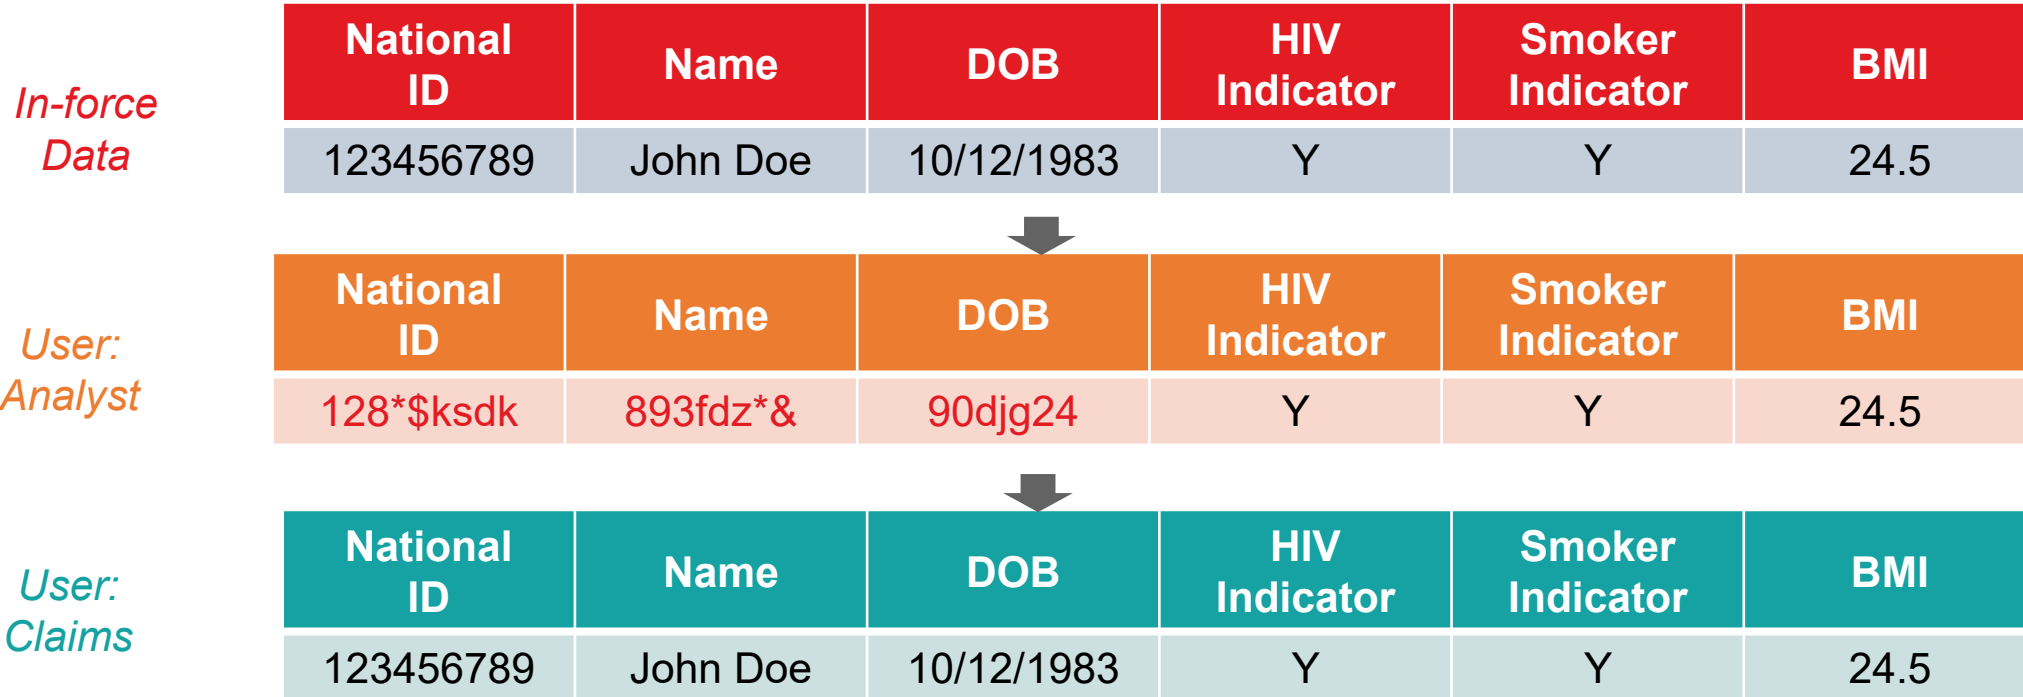 In-force
Data
National
ID
Name
DOB
HIV
Indicator
Smoker
Indicator
BMI
123456789
John Doe
10/12/1983
Y
Y
24.5
User:
Analyst
National
ID
Name
DOB
HIV
Indicator
Smoker
Indicator
BMI
128*$ksdk
893fdz*&
90djg24
Y
Y
24.5
User:
Claims
National
ID
Name
DOB
HIV
Indicator
Smoker
Indicator
BMI
123456789
John Doe
10/12/1983
Y
Y
24.5